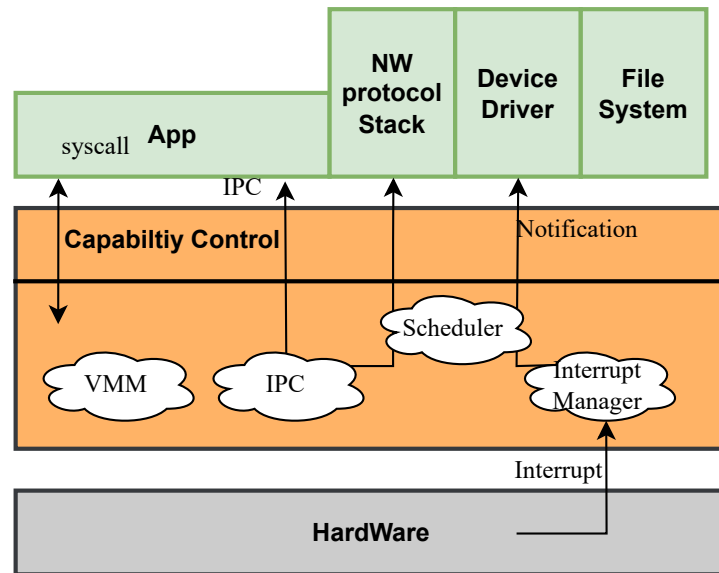 NW
protocol
Stack
Device
Driver
File
System
App
syscall
IPC
Capabiltiy Control
Notification
Scheduler
VMM
IPC
Interrupt
Manager
Interrupt
HardWare